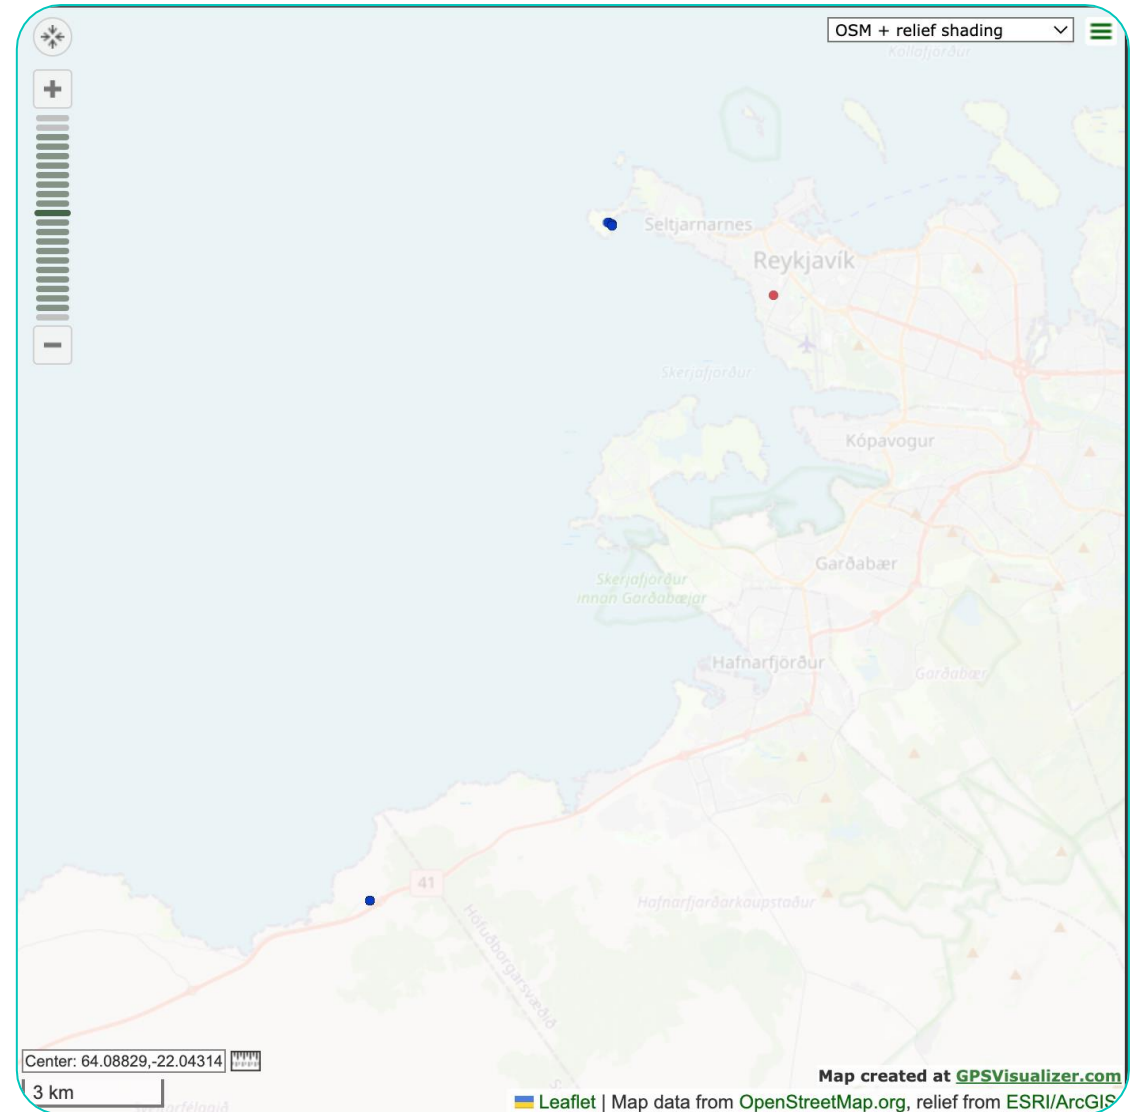 OSM + relief shading
Kollafjörður
Seltjarnarnes
Reykjavík
Skerjafjörður
Kópavogur
Garðabær
Skerjafjörður
innan Garðabæjar
Hafnarfjörður
Garðabær
41
Hafnarfjarðarkaupstaður
Höfuðborgarsvæðið
Center: 64.08829,-22.04314
3 km
Map created at GPSVisualizer.com
Leaflet | Map data from OpenStreetMap.org, relief from ESRI/ArcGIS